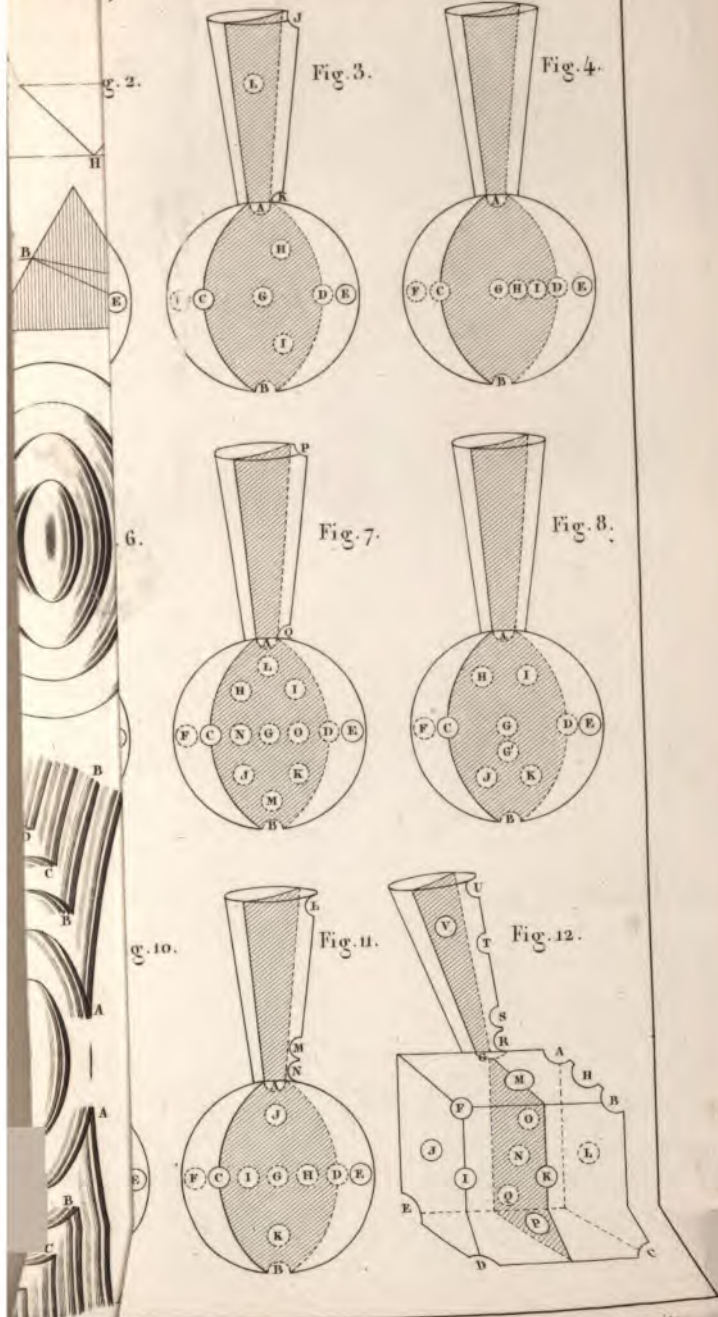 J
g.2.
Fig.3.
Fig.4.
L
H
K
A
A
H
B
E
F C G D E
F C G H I D E
I
B
B
P
6.
Fig.7.
Fig.8.
Q
A
A
L
H I
H I
F C N G O D E
F C G D E
G'
J K
J K
M
B
B
B
D
C
B
U
L
V
g.10.
Fig.11.
T
Fig.12.
A
S
M
R
N
A
G
A
M
H
A
J
F
B
O
J
N
L
E
F C I G H D E
I
K
Q
B
E
P
K
C
D
C
B